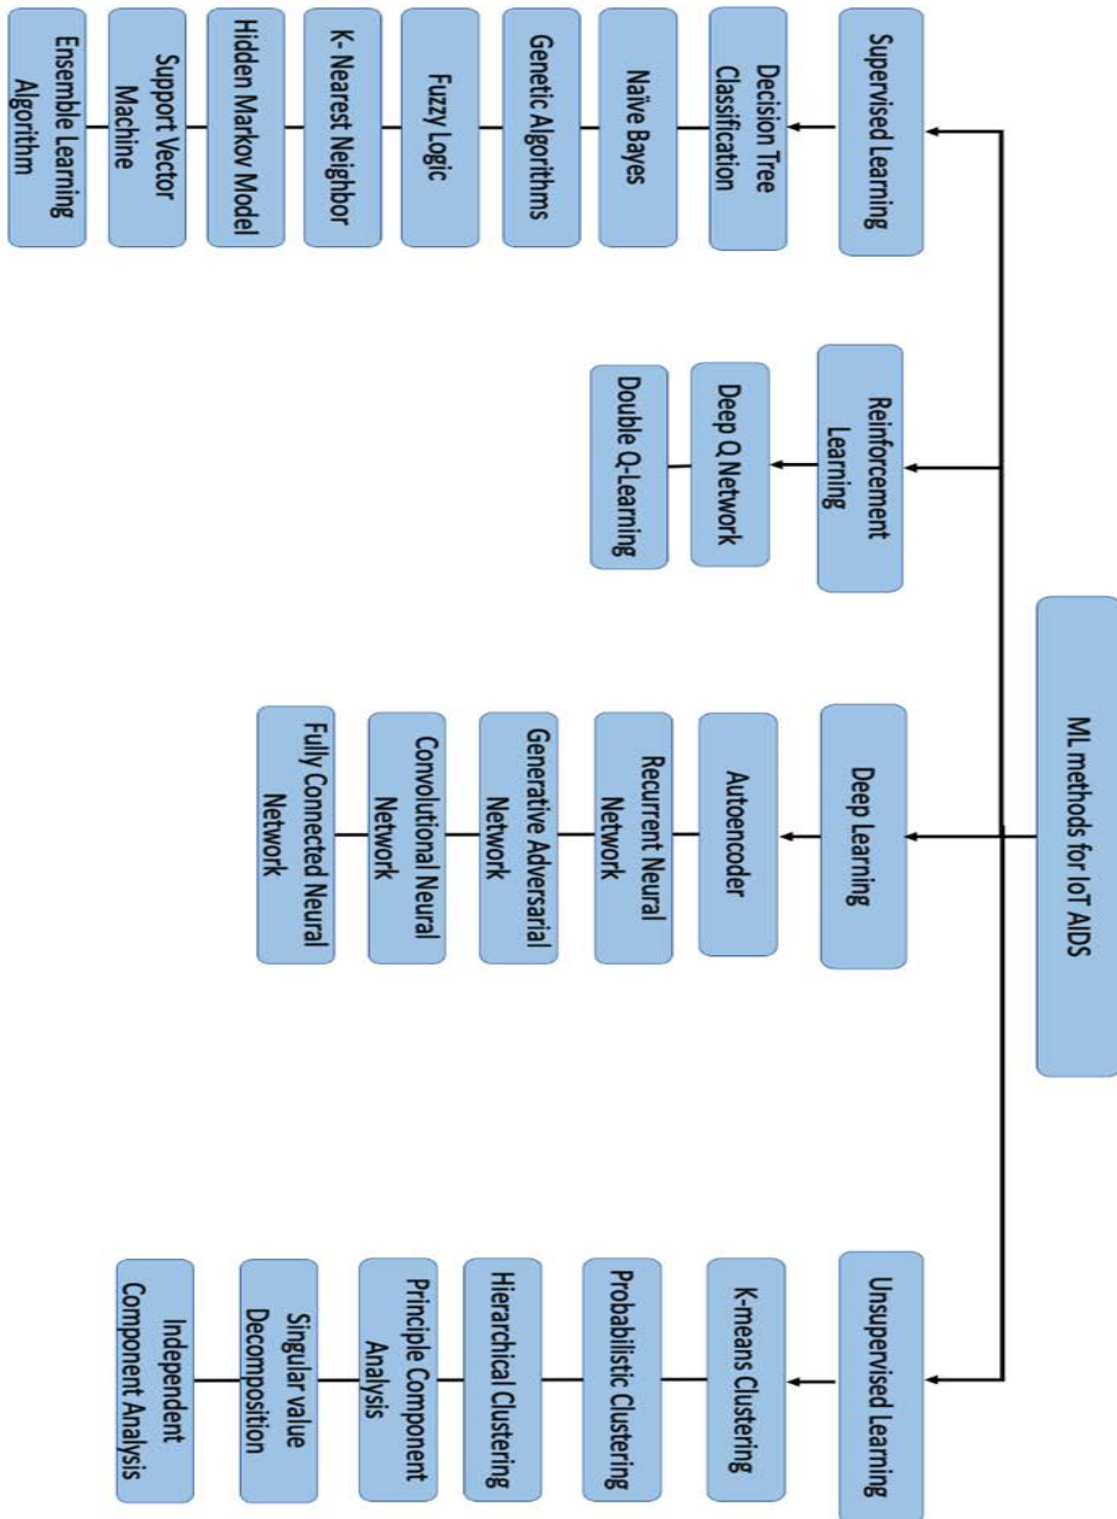 ML methods for IoT AIDS
Supervised Learning
Decision Tree
Classification
Naïve Bayes
Genetic Algorithms
Fuzzy Logic
K- Nearest Neighbor
Hidden Markov Model
Support Vector
Machine
Ensemble Learning
Algorithm
Reinforcement
Learning
Deep Q Network
Double Q-Learning
Deep Learning
Autoencoder
Recurrent Neural
Network
Generative Adversarial
Network
Convolutional Neural
Network
Fully Connected Neural
Network
Unsupervised Learning
K-means Clustering
Probabilistic Clustering
Hierarchical Clustering
Principle Component
Analysis
Singular value
Decomposition
Independent
Component Analysis